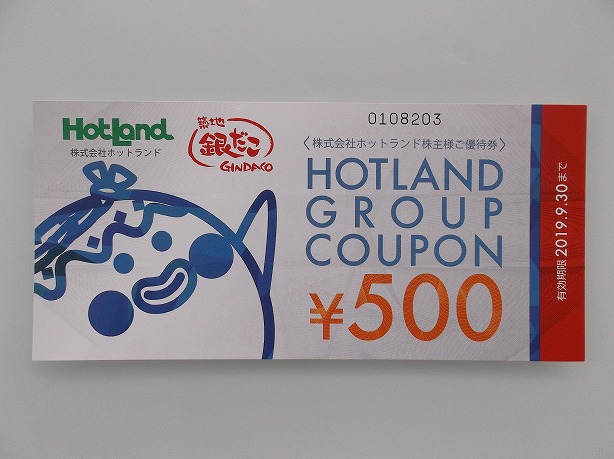 HotLand
株式会社ホットランド
築地
銀だこ
GINDACO
0108203
〈株式会社ホットランド株主様ご優待券〉
HOTLAND
GROUP
COUPON
¥500
有効期限 2019.9.30まで